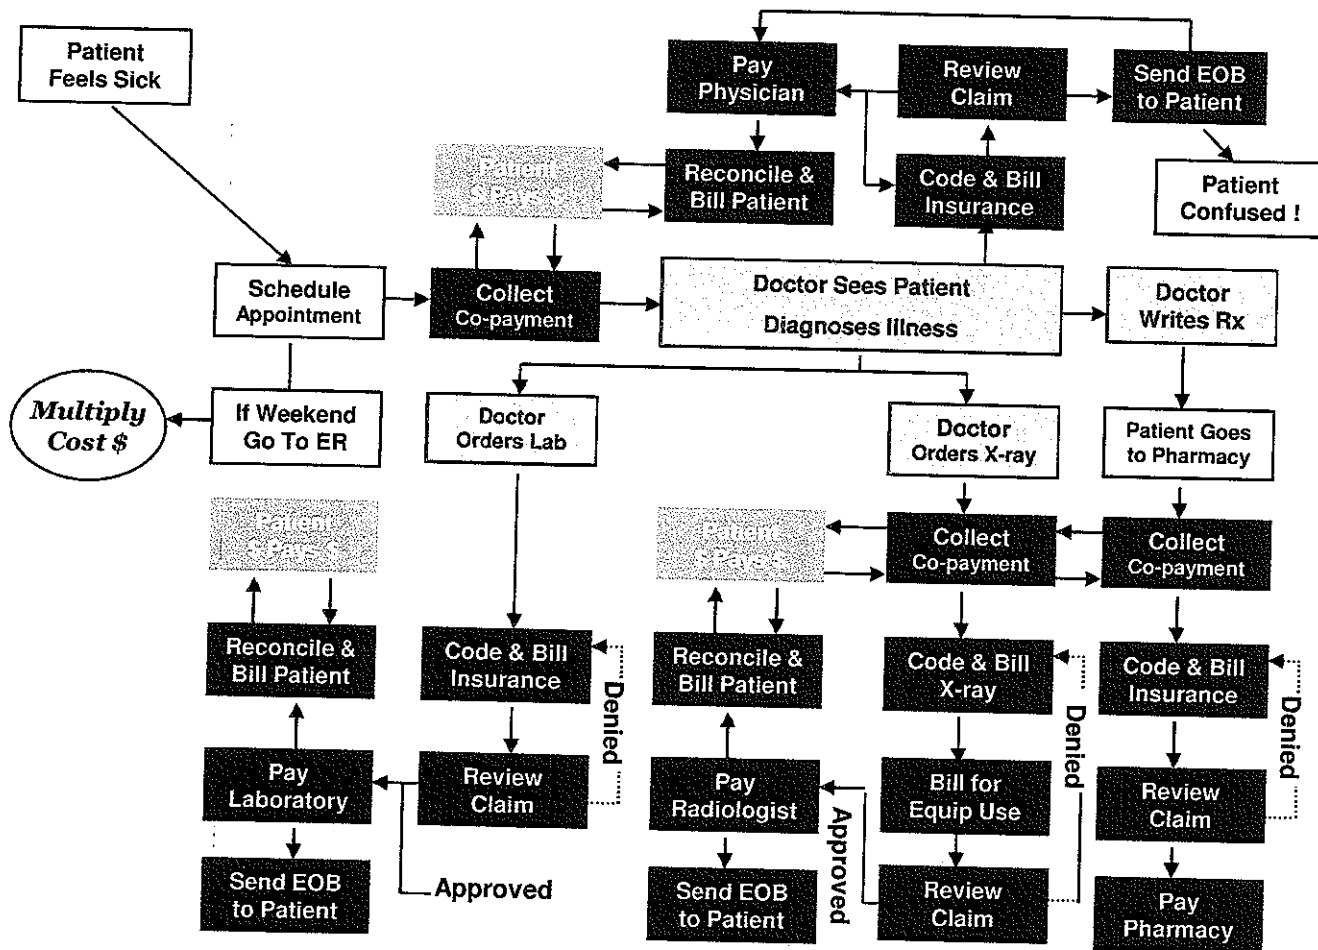 Patient
Feels Sick
Pay
Physician
Review
Claim
Send EOB
to Patient
Patient
$ Pays $
Reconcile &
Bill Patient
Code & Bill
Insurance
Patient
Confused !
Schedule
Appointment
Collect
Co-payment
Doctor Sees Patient
Diagnoses Illness
Doctor
Writes Rx
Multiply
Cost $
If Weekend
Go To ER
Doctor
Orders Lab
Doctor
Orders X-ray
Patient Goes
to Pharmacy
Patient
$ Pays $
Patient
$ Pays $
Collect
Co-payment
Collect
Co-payment
Reconcile &
Bill Patient
Code & Bill
Insurance
Denied
Reconcile &
Bill Patient
Code & Bill
X-ray
Denied
Code & Bill
Insurance
Denied
Pay
Laboratory
Review
Claim
Pay
Radiologist
Approved
Bill for
Equip Use
Review
Claim
Send EOB
to Patient
Approved
Send EOB
to Patient
Review
Claim
Pay
Pharmacy